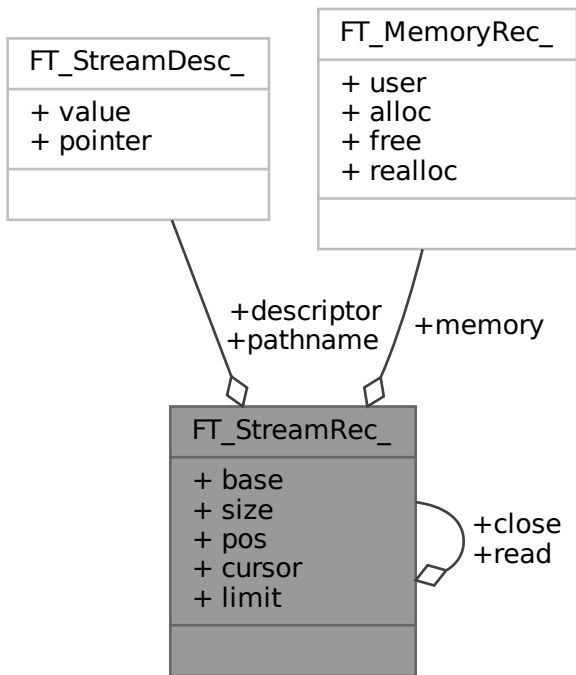 FT_StreamDesc_
+ value
+ pointer
FT_MemoryRec_
+ user
+ alloc
+ free
+ realloc
+descriptor
+pathname
+memory
FT_StreamRec_
+ base
+ size
+ pos
+ cursor
+ limit
+close
+read